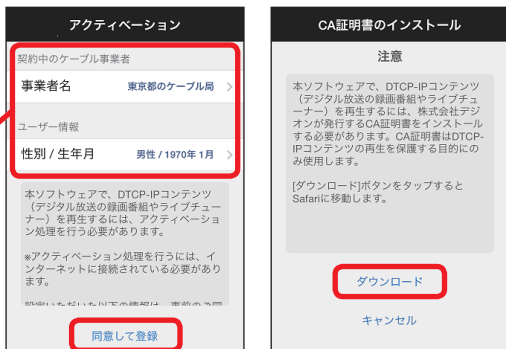 アクティベーション
契約中のケーブル事業者
事業者名 東京都のケーブル局
ユーザー情報
性別 / 生年月 男性 / 1970年 1月
本ソフトウェアで、DTCP-IPコンテンツ
（デジタル放送の録画番組やライブチュー
ナー）を再生するには、アクティベーショ
ン処理を行う必要があります。
※アクティベーション処理を行うには、イ
ンターネットに接続されている必要があり
ます。
同意して登録
CA証明書のインストール
注意
本ソフトウェアで、DTCP-IPコンテンツ
（デジタル放送の録画番組やライブチュ
ーナー）を再生するには、株式会社デジ
オンが発行するCA証明書をインストール
する必要があります。CA証明書はDTCP-
IPコンテンツの再生を保護する目的にの
み使用します。
[ダウンロード]ボタンをタップすると
Safariに移動します。
ダウンロード
キャンセル